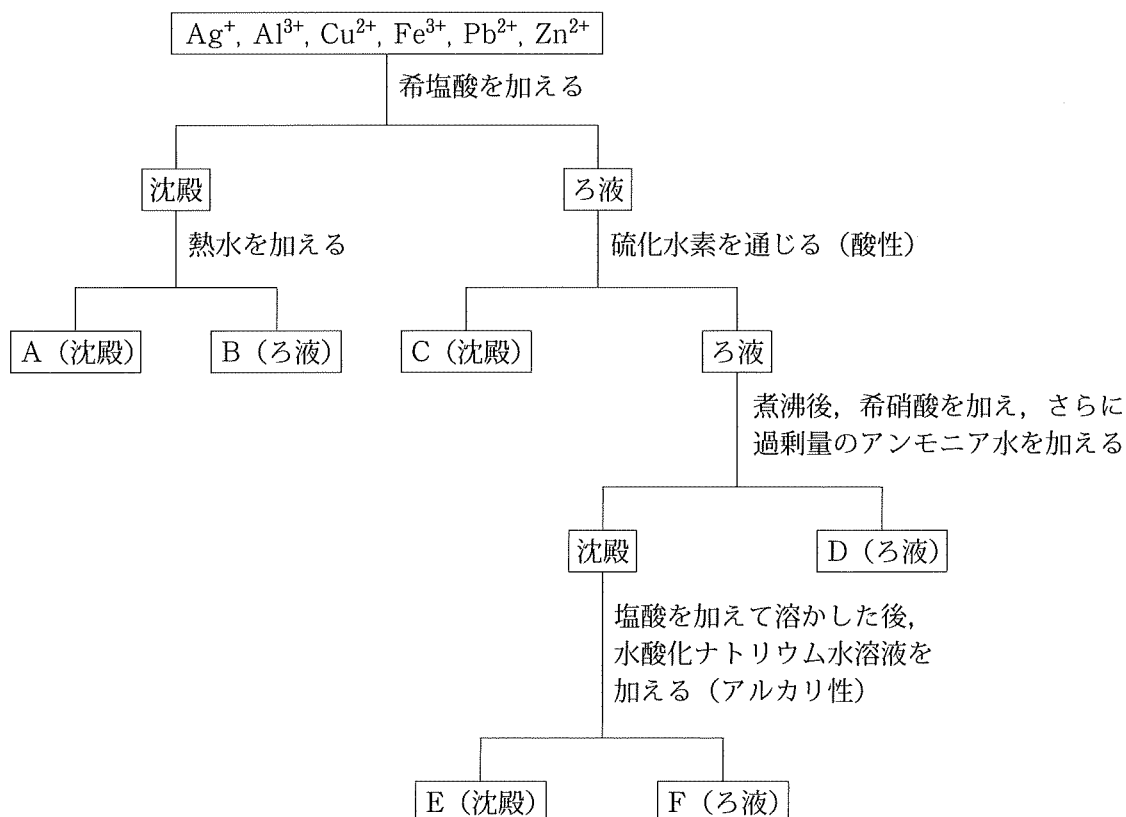 Ag⁺, Al³⁺, Cu²⁺, Fe³⁺, Pb²⁺, Zn²⁺
希塩酸を加える
沈殿
ろ液
熱水を加える
硫化水素を通じる（酸性）
A（沈殿）
B（ろ液）
C（沈殿）
ろ液
煮沸後，希硝酸を加え，さらに
過剰量のアンモニア水を加える
沈殿
D（ろ液）
塩酸を加えて溶かした後，
水酸化ナトリウム水溶液を
加える（アルカリ性）
E（沈殿）
F（ろ液）